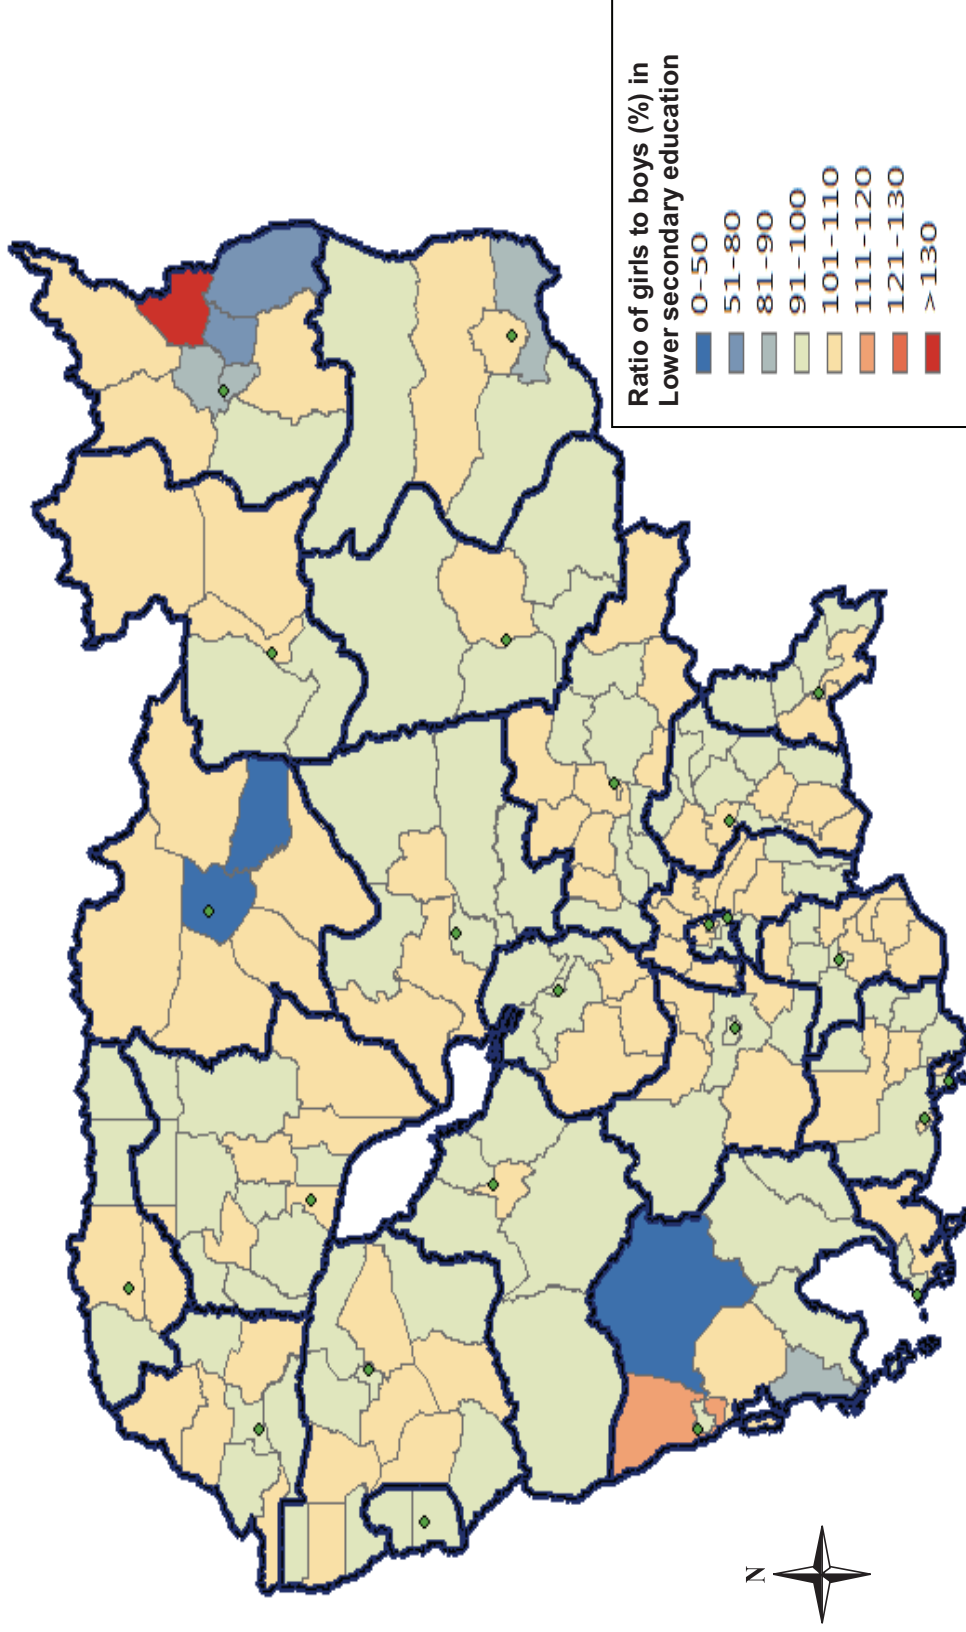 Ratio of girls to boys (%) in
Lower secondary education
0-50
51-80
81-90
91-100
101-110
111-120
121-130
>130
N